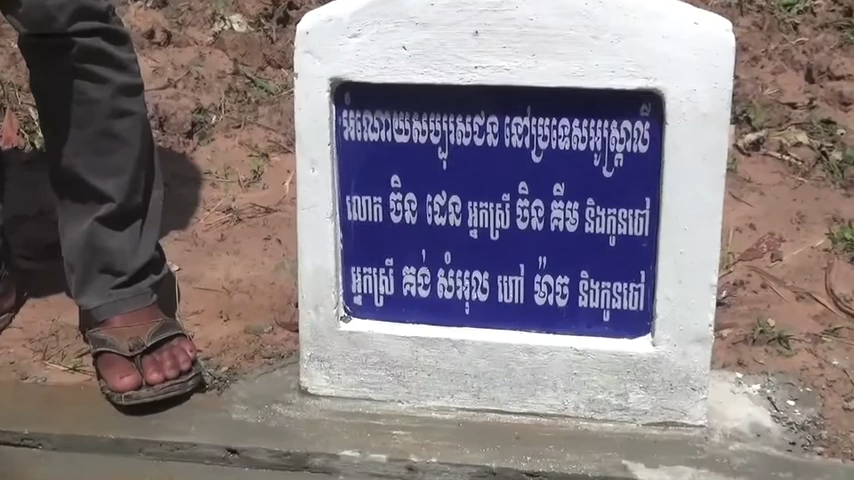 អំណោយសប្បុរសជន នៅប្រទេសអូស្ត្រាលី
លោក ចិន ដេន អ្នកស្រី ចិន គីម និងកូនចៅ
អ្នកស្រី គង់ សំអុល ហៅ ម៉ាច និងកូនចៅ